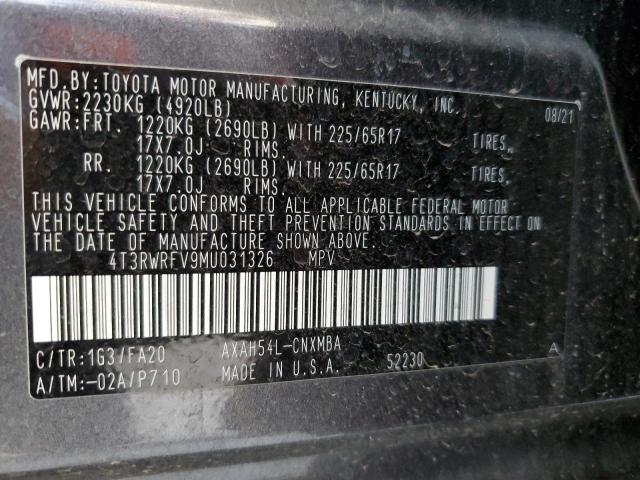 MFD.BY:TOYOTA MOTOR MANUFACTURING, KENTUCKY, INC.
GVWR:2230KG (4920LB) 08/21
GAWR:FRT. 1220KG (2690LB) WITH 225/65R17 TIRES,
17X7.0J RIMS.
RR. 1220KG (2690LB) WITH 225/65R17 TIRES,
17X7.0J RIMS.
THIS VEHICLE CONFORMS TO ALL APPLICABLE FEDERAL MOTOR
VEHICLE SAFETY AND THEFT PREVENTION STANDARDS IN EFFECT ON
THE DATE OF MANUFACTURE SHOWN ABOVE.
4T3RWRFV9MU031326 MPV
C/TR:1G3/FA20 AXAH54L-CNXMBA A
A/TM:-02A/P710 MADE IN U.S.A. 52230